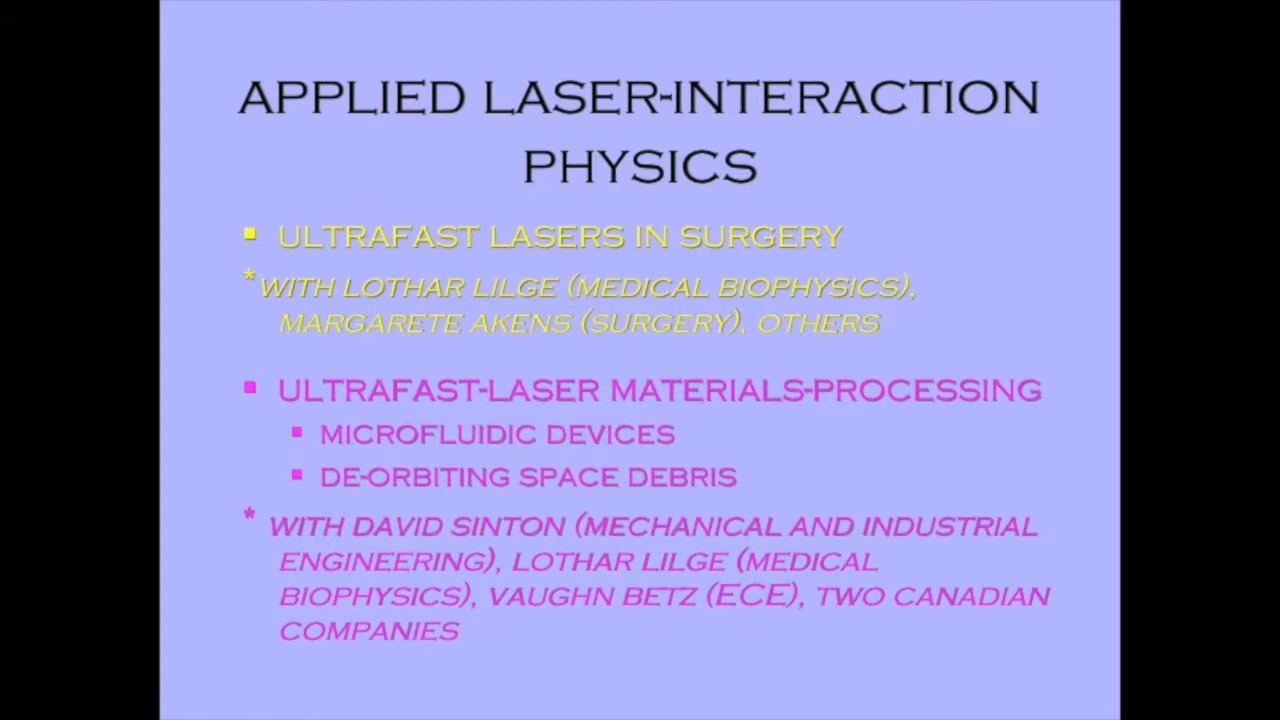 APPLIED LASER-INTERACTION
PHYSICS
▪ ULTRAFAST LASERS IN SURGERY
* WITH LOTHAR LILGE (MEDICAL BIOPHYSICS),
MARGARETE AKENS (SURGERY), OTHERS
▪ ULTRAFAST-LASER MATERIALS-PROCESSING
▪ MICROFLUIDIC DEVICES
▪ DE-ORBITING SPACE DEBRIS
* WITH DAVID SINTON (MECHANICAL AND INDUSTRIAL
ENGINEERING), LOTHAR LILGE (MEDICAL
BIOPHYSICS), VAUGHN BETZ (ECE), TWO CANADIAN
COMPANIES